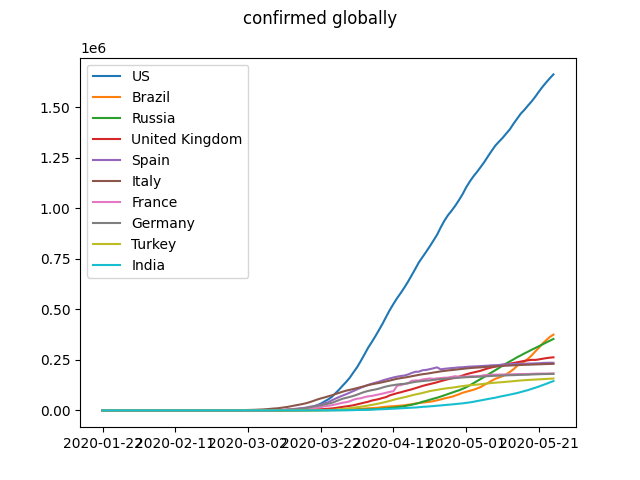 confirmed globally
1e6
1.50
1.25
1.00
0.75
0.50
0.25
0.00
US
Brazil
Russia
United Kingdom
Spain
Italy
France
Germany
Turkey
India
2020-01-22 2020-02-11 2020-03-02 2020-03-22 2020-04-11 2020-05-01 2020-05-21